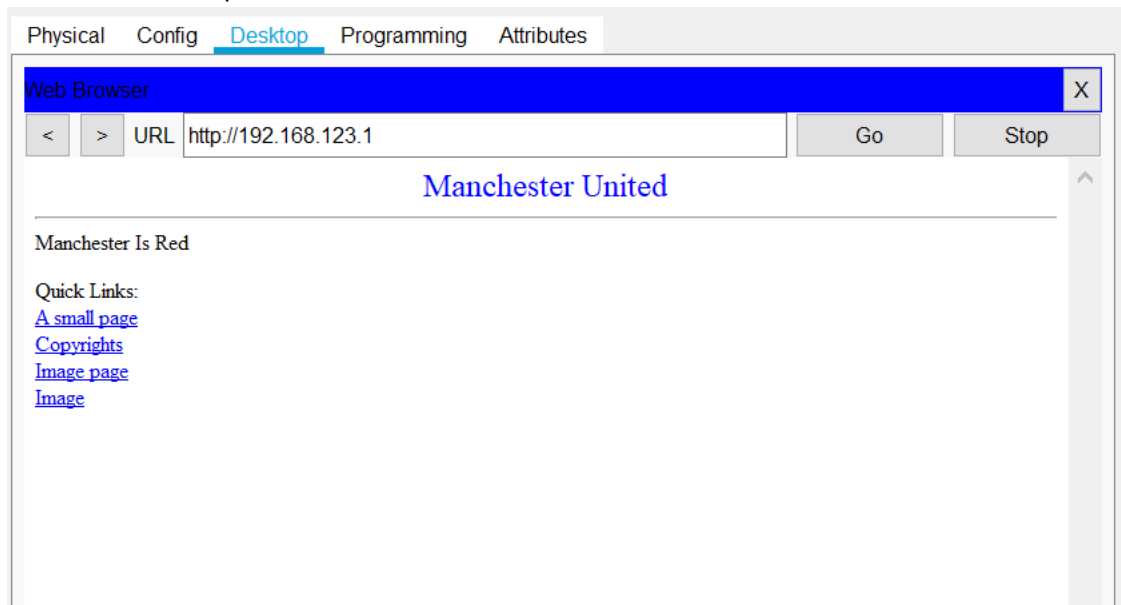 Physical Config Desktop Programming Attributes
Web Browser X
< > URL http://192.168.123.1 Go Stop
Manchester United
Manchester Is Red
Quick Links:
A small page
Copyrights
Image page
Image